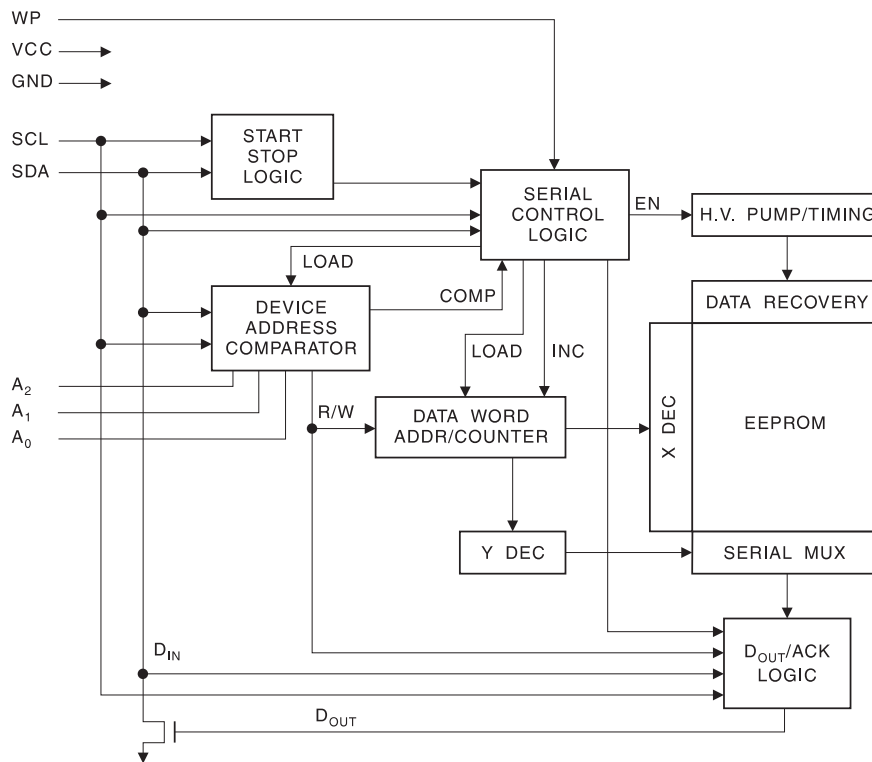 WP
VCC
GND
SCL
SDA
START
STOP
LOGIC
SERIAL
CONTROL
LOGIC
EN
H.V. PUMP/TIMING
LOAD
COMP
DATA RECOVERY
DEVICE
ADDRESS
COMPARATOR
LOAD
INC
A2
A1
A0
R/W
DATA WORD
ADDR/COUNTER
X DEC
EEPROM
Y DEC
SERIAL MUX
DIN
DOUT/ACK
LOGIC
DOUT